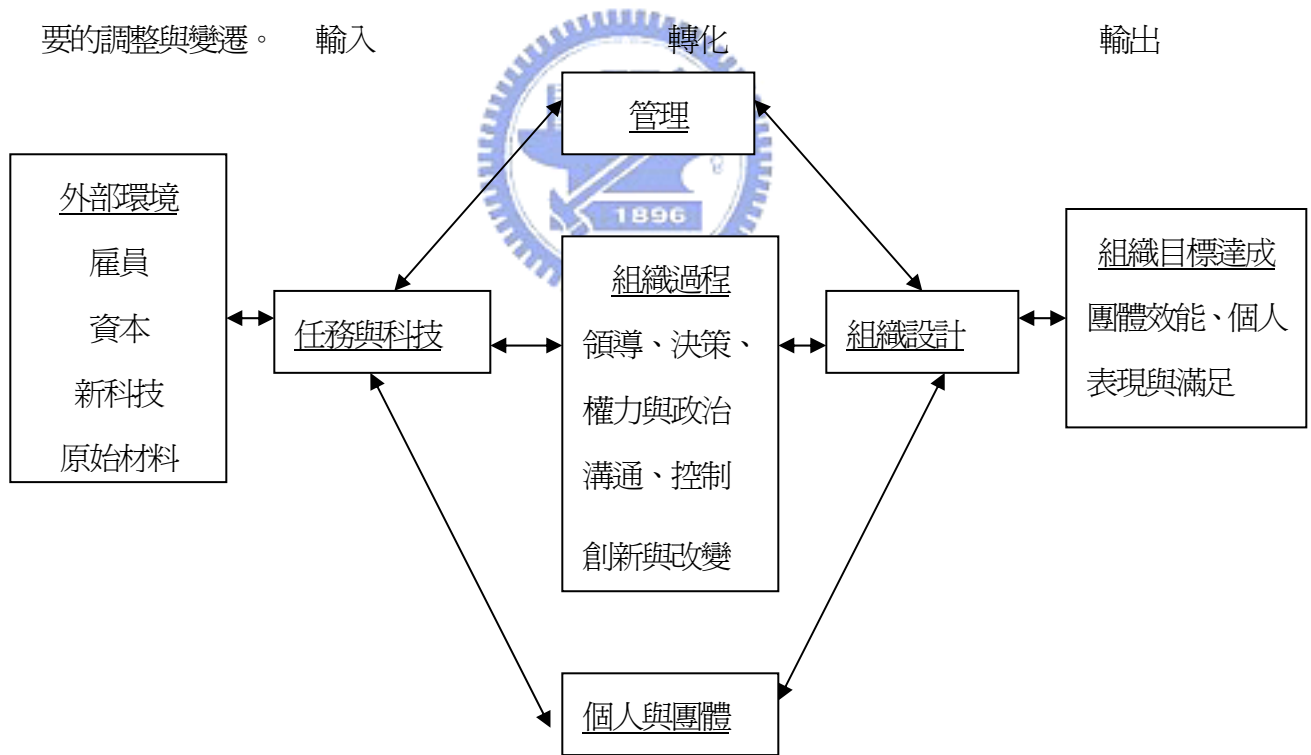 要的調整與變遷。 輸入 轉化 輸出
管理
1896
外部環境
雇員
資本
新科技
原始材料
任務與科技
組織過程
領導、決策、
權力與政治
溝通、控制
創新與改變
組織設計
組織目標達成
團體效能、個人
表現與滿足
個人與團體